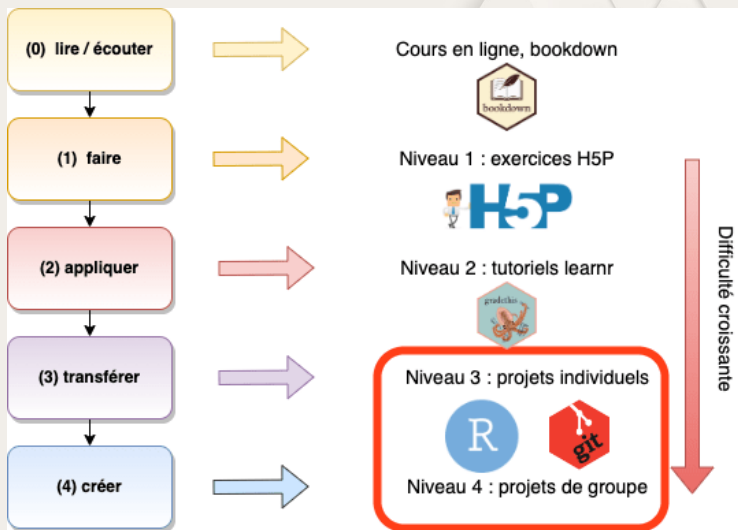 (0) lire / écouter
Cours en ligne, bookdown
bookdown
(1) faire
Niveau 1 : exercices H5P
H5P
(2) appliquer
Niveau 2 : tutoriels learnr
gradethis
(3) transférer
Niveau 3 : projets individuels
R
git
(4) créer
Niveau 4 : projets de groupe
Difficulté croissante